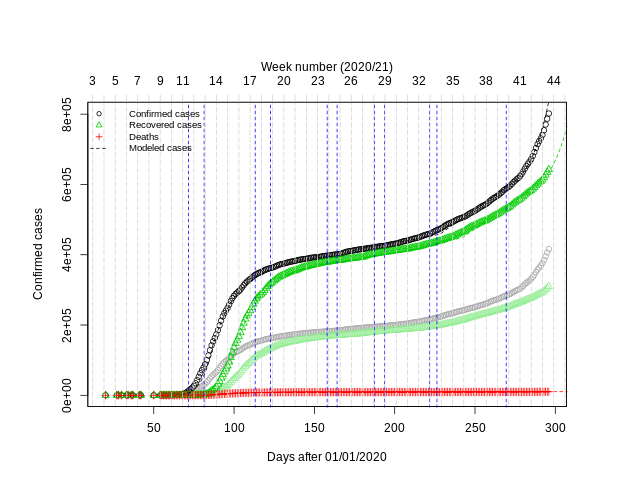 Week number (2020/21)
3 5 7 9 11 14 17 20 23 26 29 32 35 38 41 44
Confirmed cases
Recovered cases
Deaths
Modeled cases
8e+05
6e+05
4e+05
2e+05
0e+00
Confirmed cases
50 100 150 200 250 300
Days after 01/01/2020